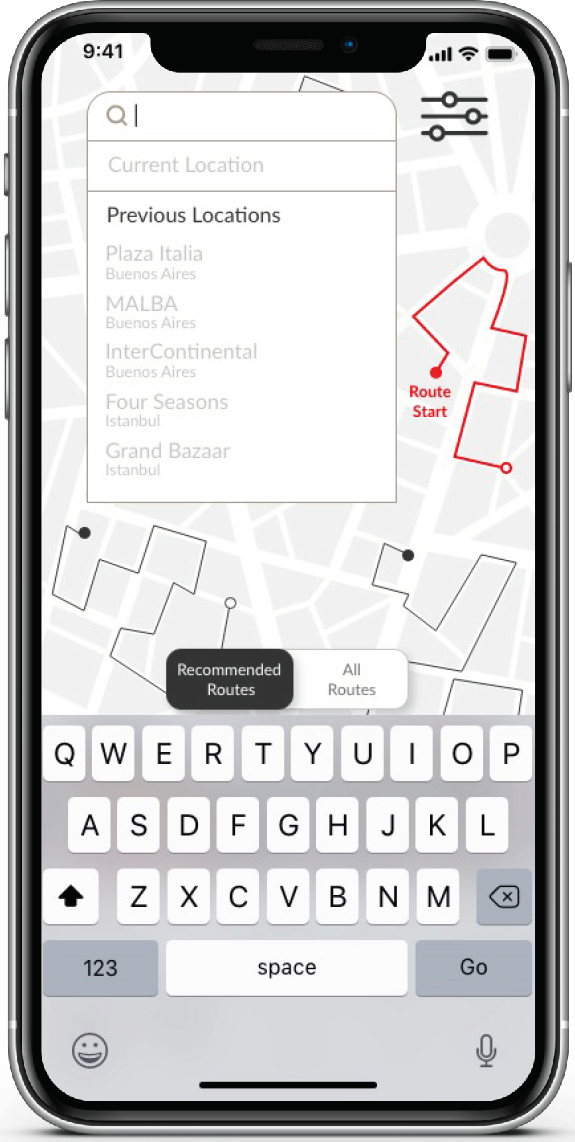 9:41
Current Location
Previous Locations
Plaza Italia
Buenos Aires
MALBA
Buenos Aires
InterContinental
Buenos Aires
Four Seasons
Istanbul
Grand Bazaar
Istanbul
Route
Start
Recommended
Routes
All
Routes
Q W E R T Y U I O P
A S D F G H J K L
Z X C V B N M
123 space Go